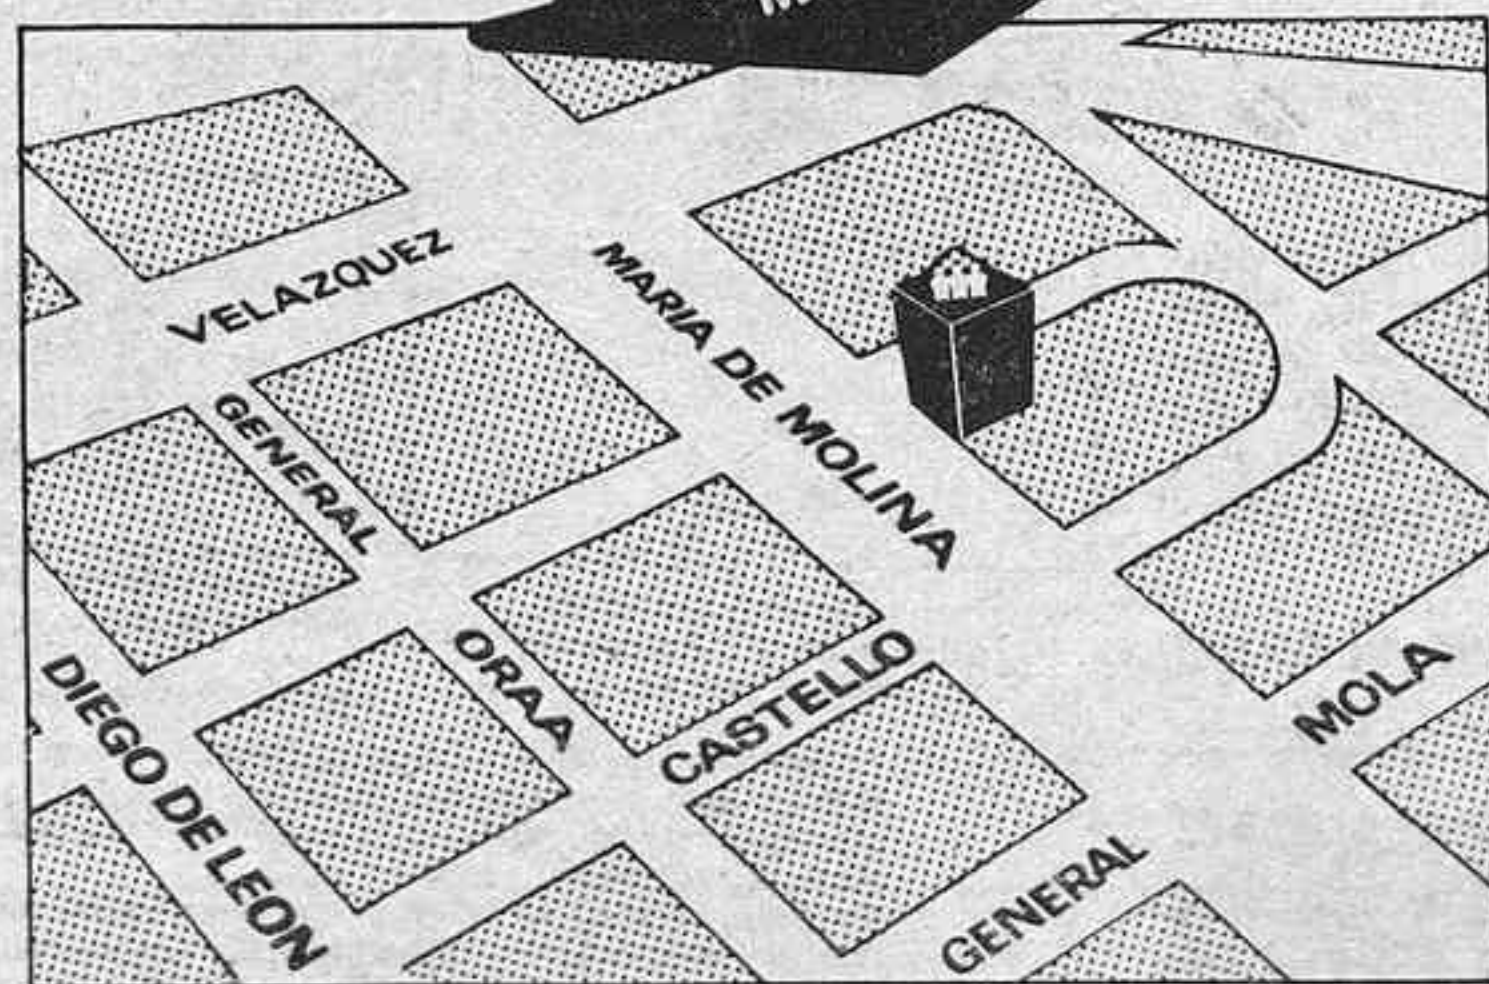 VELAZQUEZ
MARIA DE MOLINA
GENERAL
ORAA
CASTELLO
DIEGO DE LEON
GENERAL
MOLA